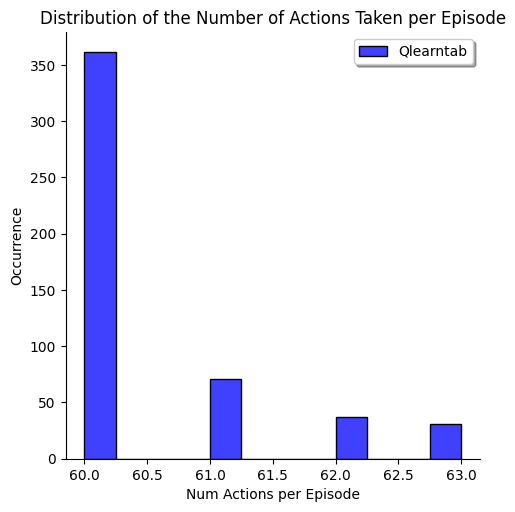 Distribution of the Number of Actions Taken per Episode
Qlearntab
350
300
250
200
150
100
50
0
Occurrence
60.0 60.5 61.0 61.5 62.0 62.5 63.0
Num Actions per Episode